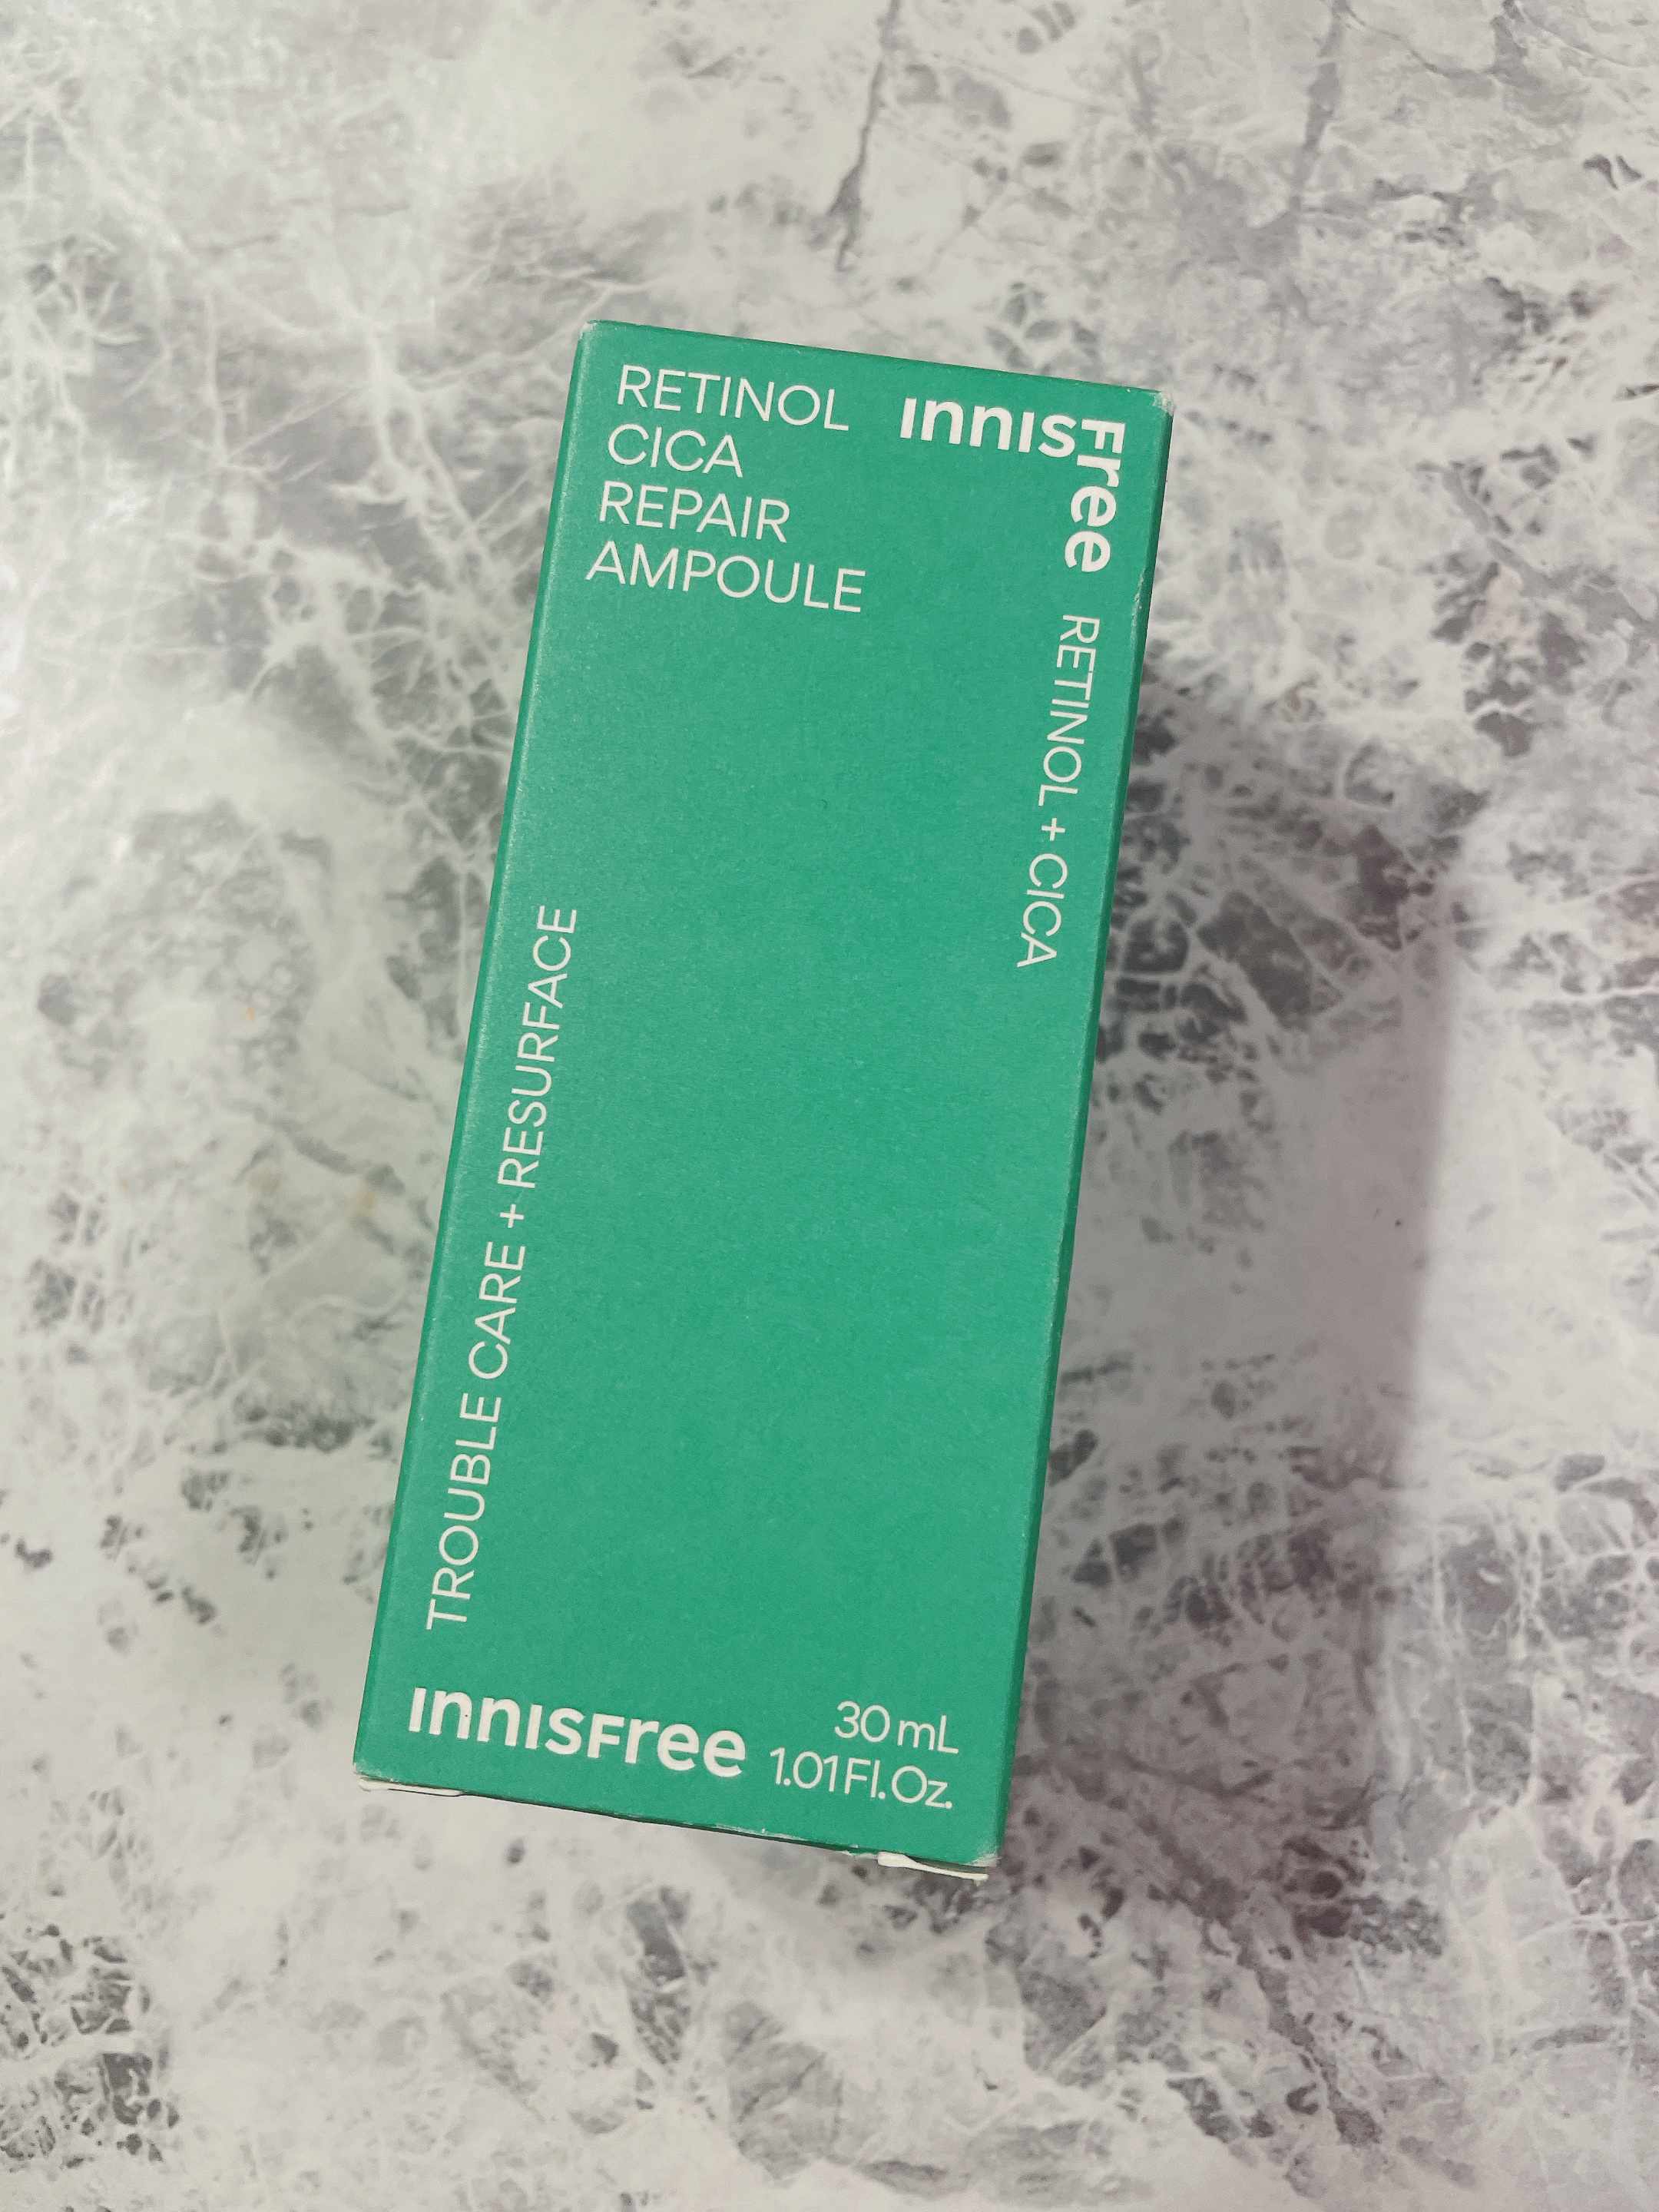 RETINOL
CICA
REPAIR
AMPOULE
INNISFree
RETINOL + CICA
TROUBLE CARE + RESURFACE
INNISFree
30 mL
1.01 Fl. Oz.